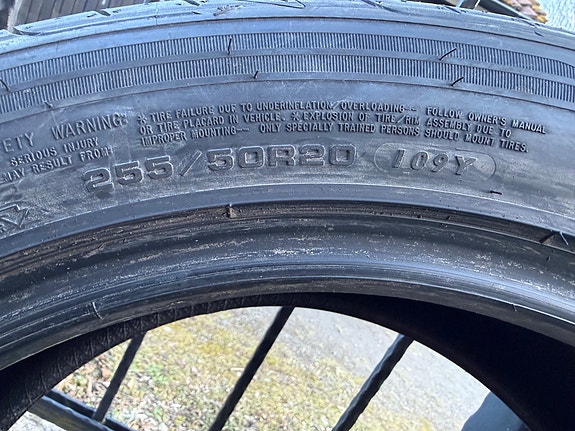 SAFETY WARNING:
SERIOUS INJURY
MAY RESULT FROM:
* TIRE FAILURE DUE TO UNDERINFLATION/OVERLOADING-- FOLLOW OWNER'S MANUAL
OR TIRE PLACARD IN VEHICLE. * EXPLOSION OF TIRE/RIM ASSEMBLY DUE TO
IMPROPER MOUNTING-- ONLY SPECIALLY TRAINED PERSONS SHOULD MOUNT TIRES.
255/50R20 109Y